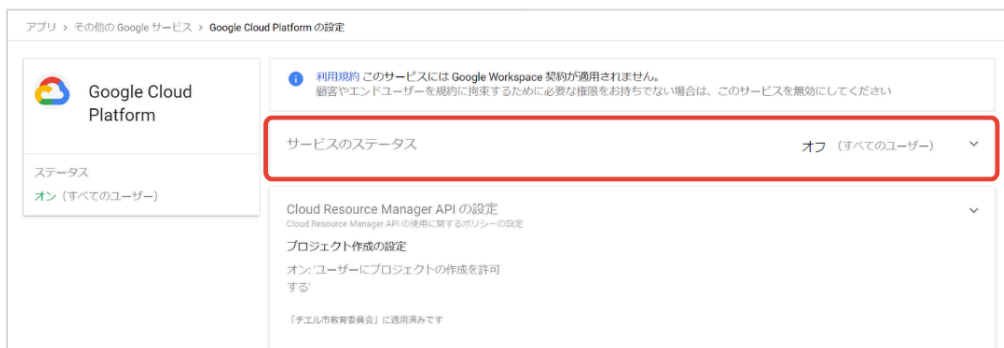 アプリ > その他の Google サービス > Google Cloud Platform の設定
Google Cloud
Platform
ステータス
オン（すべてのユーザー）
利用規約 このサービスには Google Workspace 契約が適用されません。
顧客やエンドユーザーを規約に拘束するために必要な権限をお持ちでない場合は、このサービスを無効にしてください
サービスのステータス オフ （すべてのユーザー）
Cloud Resource Manager API の設定
Cloud Resource Manager API の使用に関するポリシーの設定
プロジェクト作成の設定
オン: 'ユーザーにプロジェクトの作成を許可
する'
「チエル市教育委員会」に適用済みです